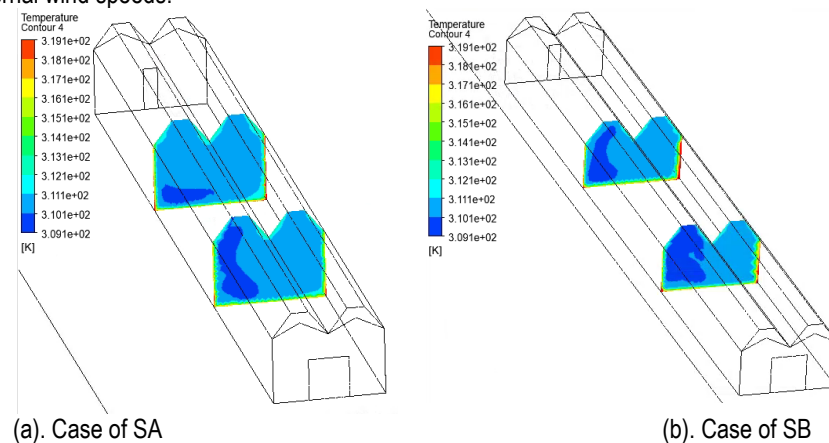 ernal wind speeds.
Temperature
Contour 4
3.191e+02
3.181e+02
3.171e+02
3.161e+02
3.151e+02
3.141e+02
3.131e+02
3.121e+02
3.111e+02
3.101e+02
3.091e+02
[K]
Temperature
Contour 4
3.191e+02
3.181e+02
3.171e+02
3.161e+02
3.151e+02
3.141e+02
3.131e+02
3.121e+02
3.111e+02
3.101e+02
3.091e+02
[K]
(a). Case of SA
(b). Case of SB